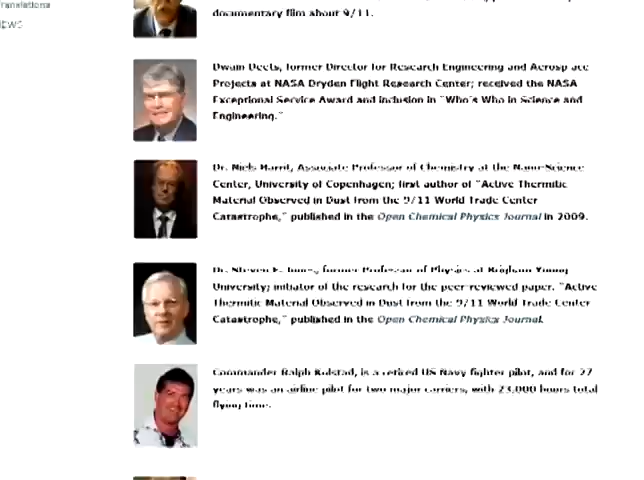 Translations
NEWS
documentary film about 9/11.
Dwain Deets, former Director for Research Engineering and Aerospace
Projects at NASA Dryden Flight Research Center; received the NASA
Exceptional Service Award and inclusion in "Who's Who in Science and
Engineering."
Dr. Niels Harrit, Associate Professor of Chemistry at the Nano-Science
Center, University of Copenhagen; first author of "Active Thermitic
Material Observed in Dust from the 9/11 World Trade Center
Catastrophe," published in the Open Chemical Physics Journal in 2009.
Dr. Steven E. Jones, former Professor of Physics at Brigham Young
University; initiator of the research for the peer-reviewed paper, "Active
Thermitic Material Observed in Dust from the 9/11 World Trade Center
Catastrophe," published in the Open Chemical Physics Journal.
Commander Ralph Kolstad, is a retired US Navy fighter pilot, and for 27
years was an airline pilot for two major carriers, with 23,000 hours total
flying time.